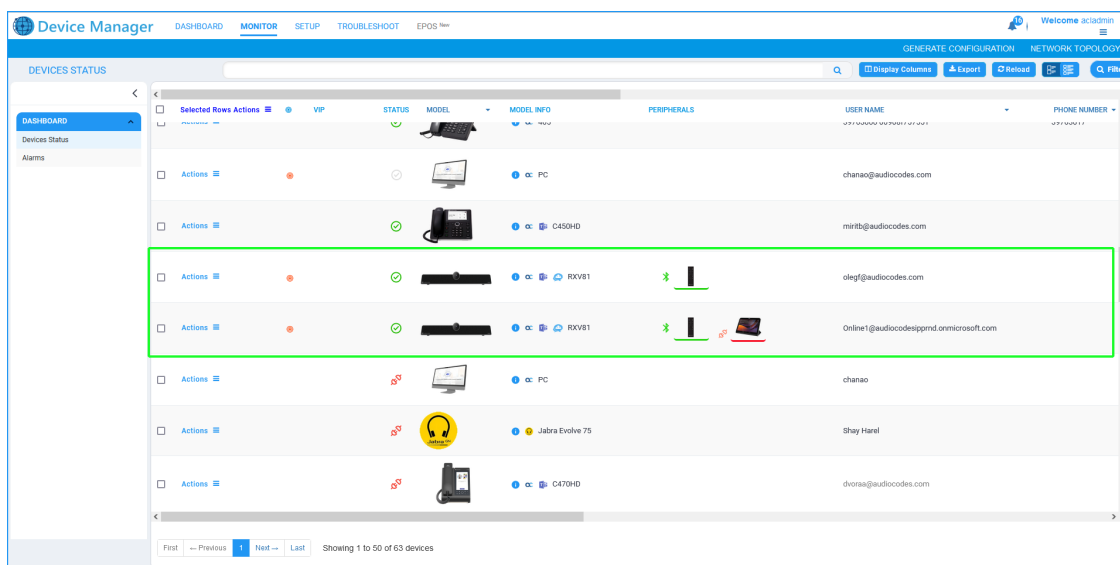 Device Manager DASHBOARD MONITOR SETUP TROUBLESHOOT EPOS New 16 Welcome acladmin
GENERATE CONFIGURATION NETWORK TOPOLOGY
DEVICES STATUS Display Columns Export Reload Filt
Selected Rows Actions VIP STATUS MODEL MODEL INFO PERIPHERALS USER NAME PHONE NUMBER
DASHBOARD
Devices Status
Alarms
Actions PC chanao@audiocodes.com
Actions C450HD miritb@audiocodes.com
Actions RXV81 olegf@audiocodes.com
Actions RXV81 Online1@audiocodesipprnd.onmicrosoft.com
Actions PC chanao
Actions Jabra Evolve 75 Shay Harel
Actions C470HD dvoraa@audiocodes.com
First ← Previous 1 Next → Last Showing 1 to 50 of 63 devices